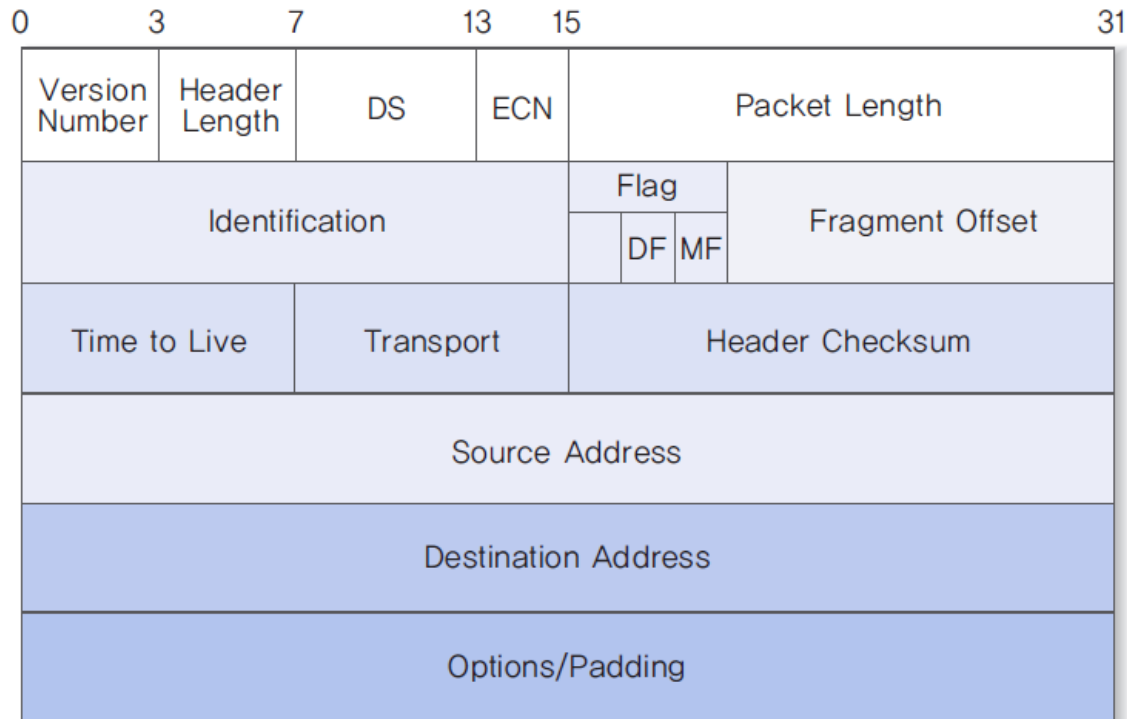 0 3 7 13 15 31
Version Number
Header Length
DS
ECN
Packet Length
Identification
Flag
DF
MF
Fragment Offset
Time to Live
Transport
Header Checksum
Source Address
Destination Address
Options/Padding